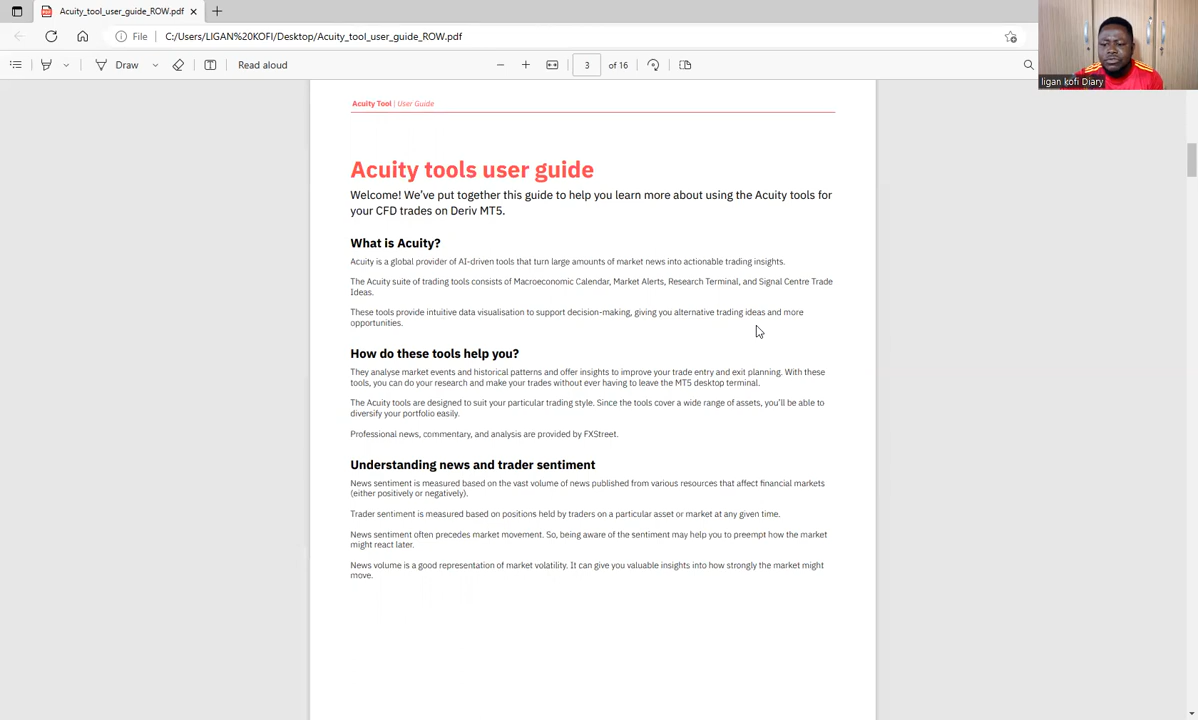 Acuity_tool_user_guide_ROW.pdf
File
C:/Users/LIGAN%20KOFI/Desktop/Acuity_tool_user_guide_ROW.pdf
Draw
Read aloud
3
of 16
ligan kofi Diary
Acuity Tool | User Guide
Acuity tools user guide
Welcome! We've put together this guide to help you learn more about using the Acuity tools for
your CFD trades on Deriv MT5.
What is Acuity?
Acuity is a global provider of AI-driven tools that turn large amounts of market news into actionable trading insights.
The Acuity suite of trading tools consists of Macroeconomic Calendar, Market Alerts, Research Terminal, and Signal Centre Trade
Ideas.
These tools provide intuitive data visualisation to support decision-making, giving you alternative trading ideas and more
opportunities.
How do these tools help you?
They analyse market events and historical patterns and offer insights to improve your trade entry and exit planning. With these
tools, you can do your research and make your trades without ever having to leave the MT5 desktop terminal.
The Acuity tools are designed to suit your particular trading style. Since the tools cover a wide range of assets, you'll be able to
diversify your portfolio easily.
Professional news, commentary, and analysis are provided by FXStreet.
Understanding news and trader sentiment
News sentiment is measured based on the vast volume of news published from various resources that affect financial markets
(either positively or negatively).
Trader sentiment is measured based on positions held by traders on a particular asset or market at any given time.
News sentiment often precedes market movement. So, being aware of the sentiment may help you to preempt how the market
might react later.
News volume is a good representation of market volatility. It can give you valuable insights into how strongly the market might
move.